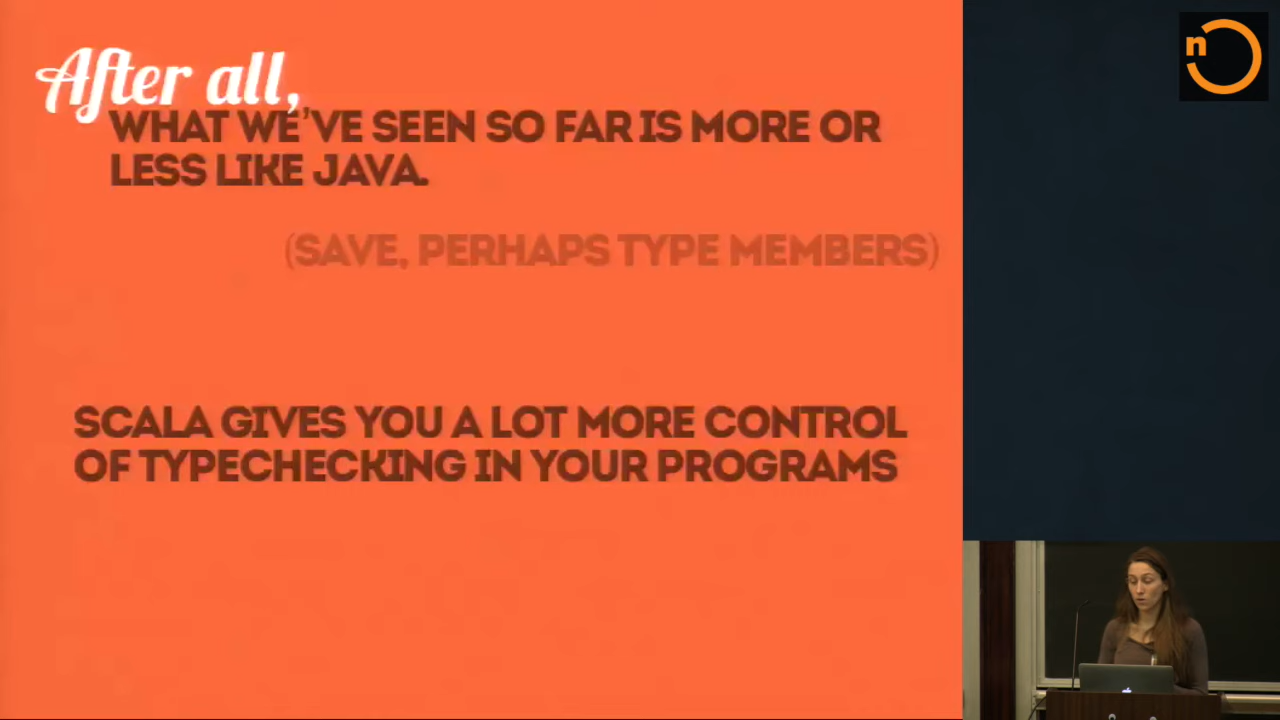 After all,
WHAT WE'VE SEEN SO FAR IS MORE OR
LESS LIKE JAVA.
(SAVE, PERHAPS TYPE MEMBERS)
SCALA GIVES YOU A LOT MORE CONTROL
OF TYPECHECKING IN YOUR PROGRAMS
n